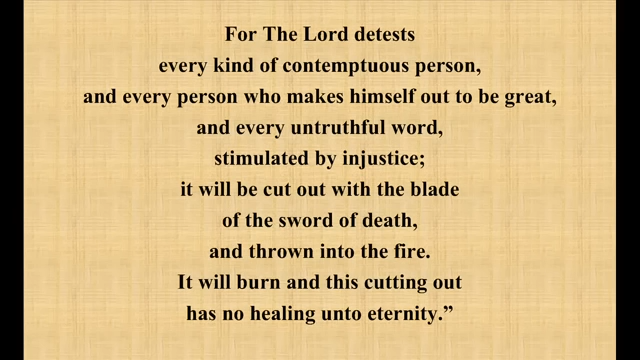 For The Lord detests
every kind of contemptuous person,
and every person who makes himself out to be great,
and every untruthful word,
stimulated by injustice;
it will be cut out with the blade
of the sword of death,
and thrown into the fire.
It will burn and this cutting out
has no healing unto eternity.”